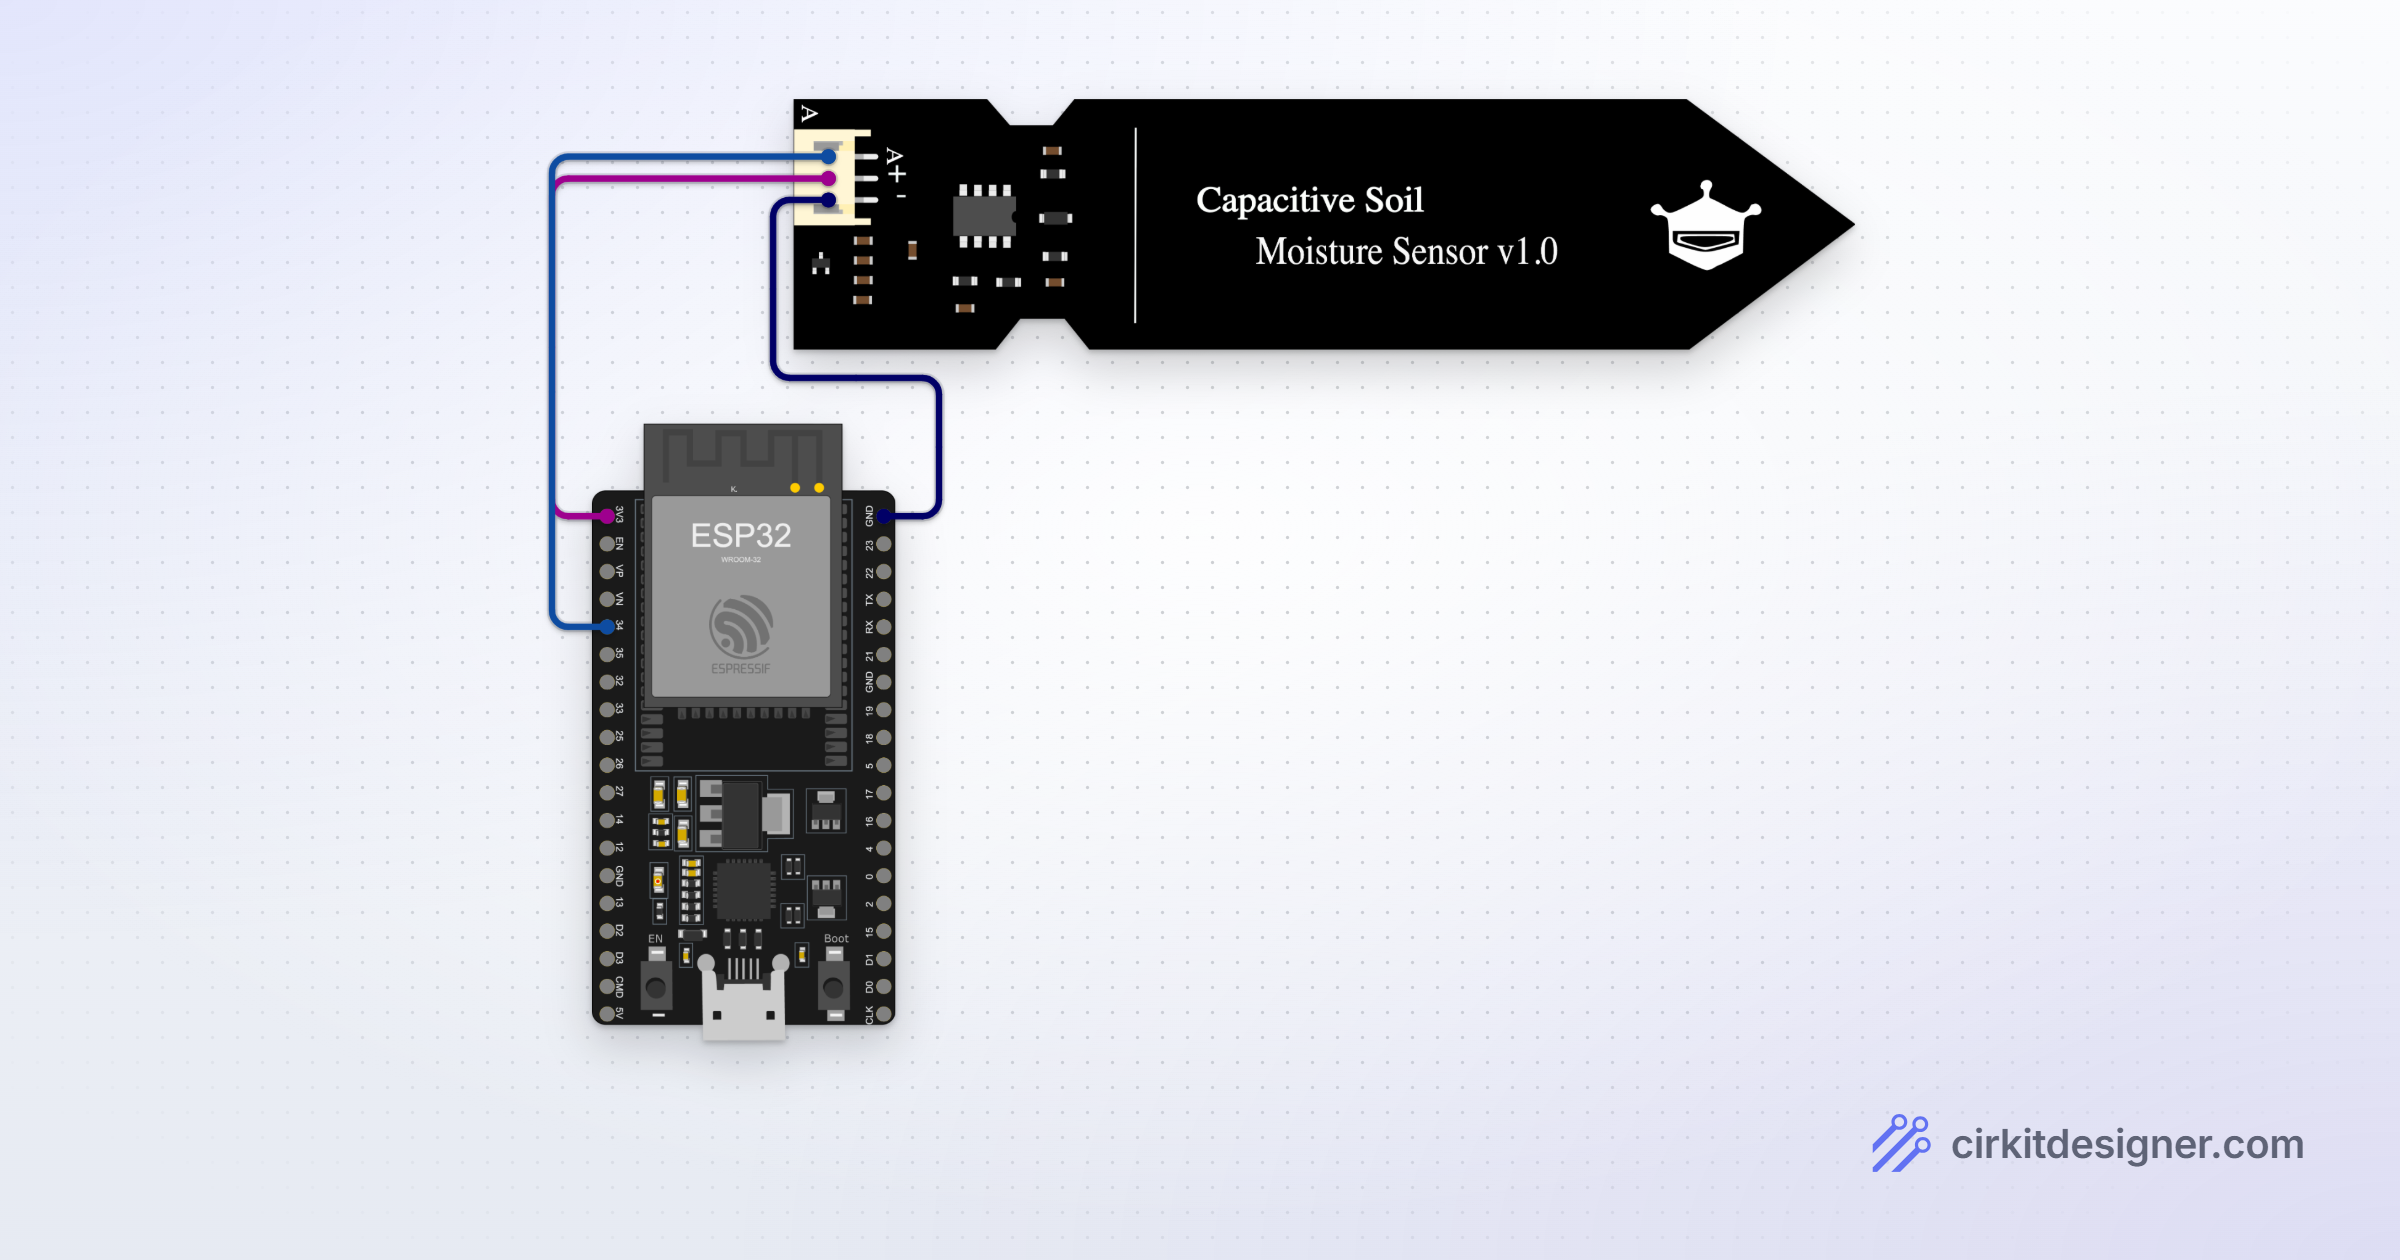 A
A
+
-
Capacitive Soil
Moisture Sensor v1.0
K.
ESP32
WROOM-32
ESPRESSIF
3V3
EN
VP
VN
34
35
32
33
25
26
27
14
12
GND
13
D2
D3
CMD
5V
GND
23
22
TX
RX
21
GND
19
18
5
17
16
4
0
2
15
D1
D0
CLK
EN
Boot
cirkitdesigner.com